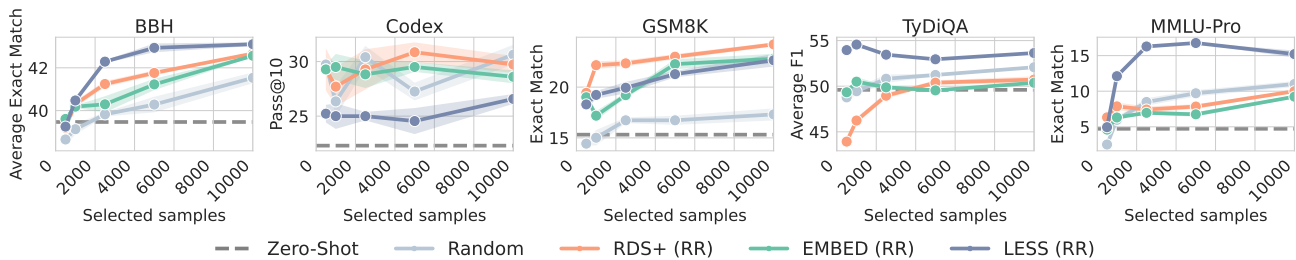 BBH
Average Exact Match
42
40
0
2000
4000
6000
8000
10000
Selected samples
Codex
Pass@10
30
25
0
2000
4000
6000
8000
10000
Selected samples
GSM8K
Exact Match
20
15
0
2000
4000
6000
8000
10000
Selected samples
TyDiQA
Average F1
55
50
45
0
2000
4000
6000
8000
10000
Selected samples
MMLU-Pro
Exact Match
15
10
5
0
2000
4000
6000
8000
10000
Selected samples
Zero-Shot
Random
RDS+ (RR)
EMBED (RR)
LESS (RR)